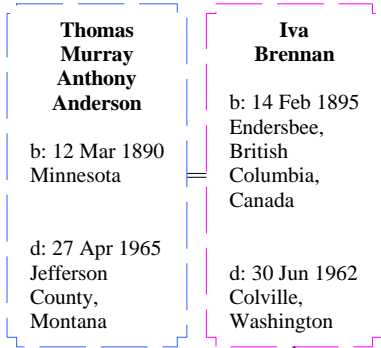 Thomas
Murray
Anthony
Anderson
b: 12 Mar 1890
Minnesota
d: 27 Apr 1965
Jefferson
County,
Montana
Iva
Brennan
b: 14 Feb 1895
Endersbee,
British
Columbia,
Canada
d: 30 Jun 1962
Colville,
Washington